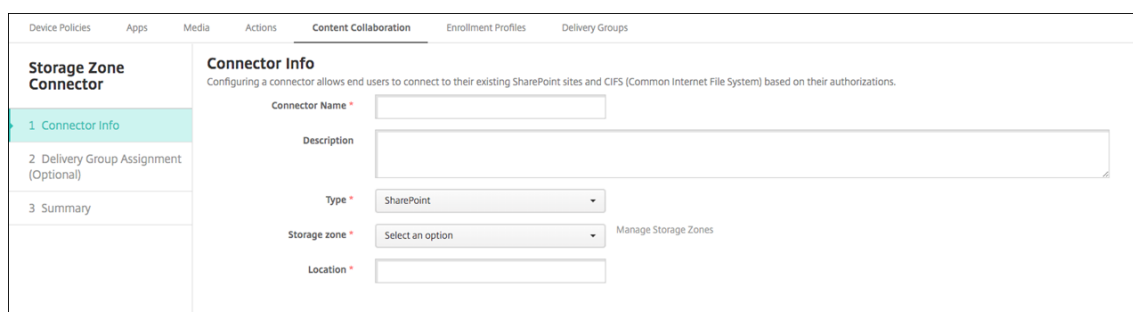 Device Policies Apps Media Actions Content Collaboration Enrollment Profiles Delivery Groups
Storage Zone
Connector
1 Connector Info
2 Delivery Group Assignment
(Optional)
3 Summary
Connector Info
Configuring a connector allows end users to connect to their existing SharePoint sites and CIFS (Common Internet File System) based on their authorizations.
Connector Name *
Description
Type * SharePoint
Storage zone * Select an option Manage Storage Zones
Location *